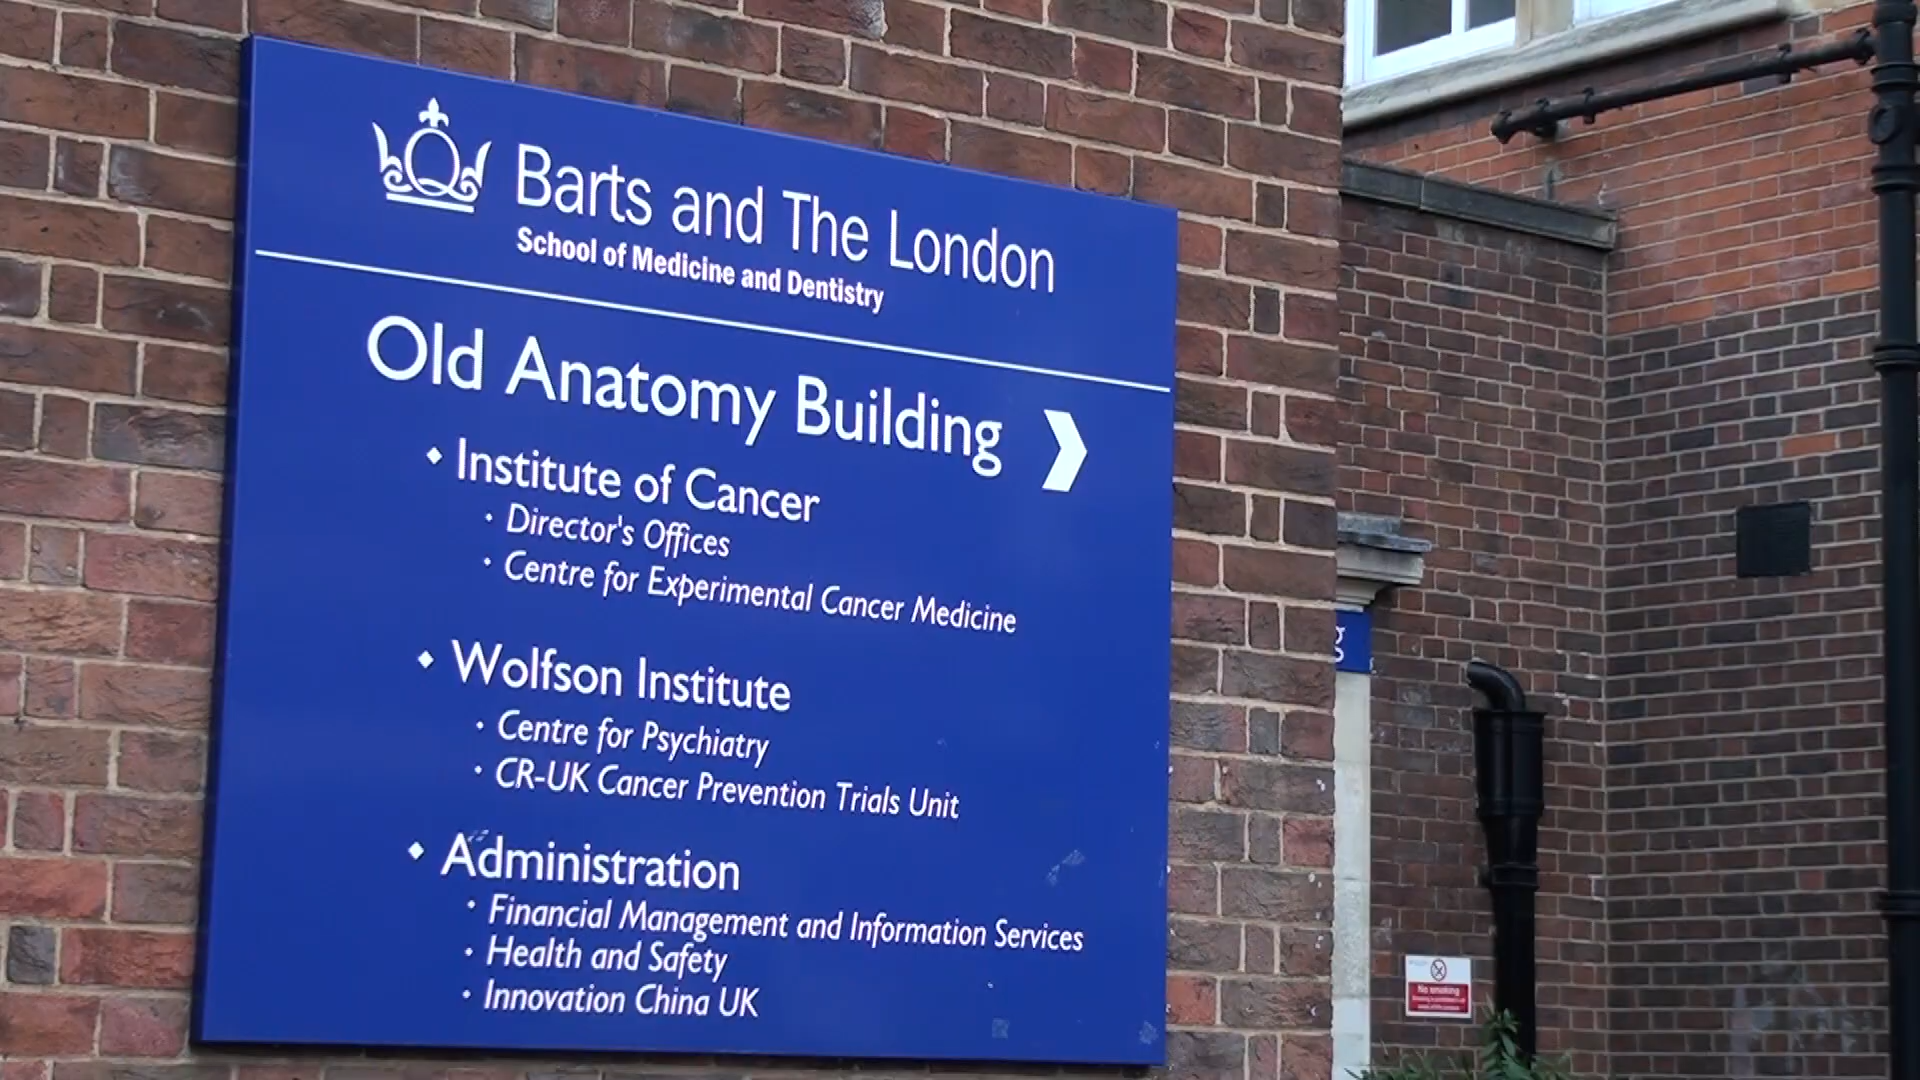 Barts and The London
School of Medicine and Dentistry
Old Anatomy Building
Institute of Cancer
Director's Offices
Centre for Experimental Cancer Medicine
Wolfson Institute
Centre for Psychiatry
CR-UK Cancer Prevention Trials Unit
Administration
Financial Management and Information Services
Health and Safety
Innovation China UK
g
No smoking